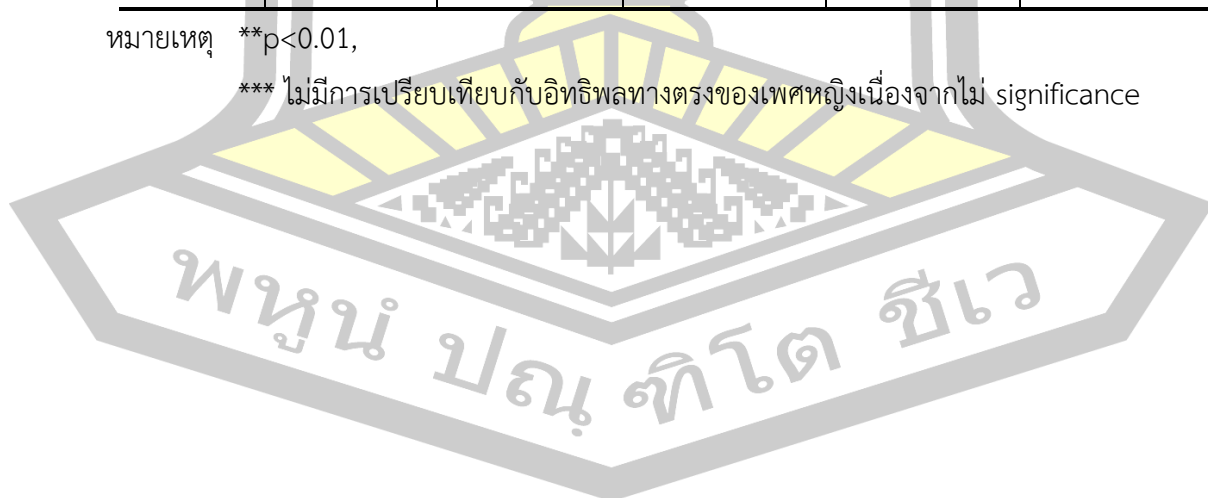 หมายเหตุ **p<0.01,
*** ไม่มีการเปรียบเทียบกับอิทธิพลทางตรงของเพศหญิงเนื่องจากไม่ significance
พหูนํ ปณฺฑิโต ชีเว